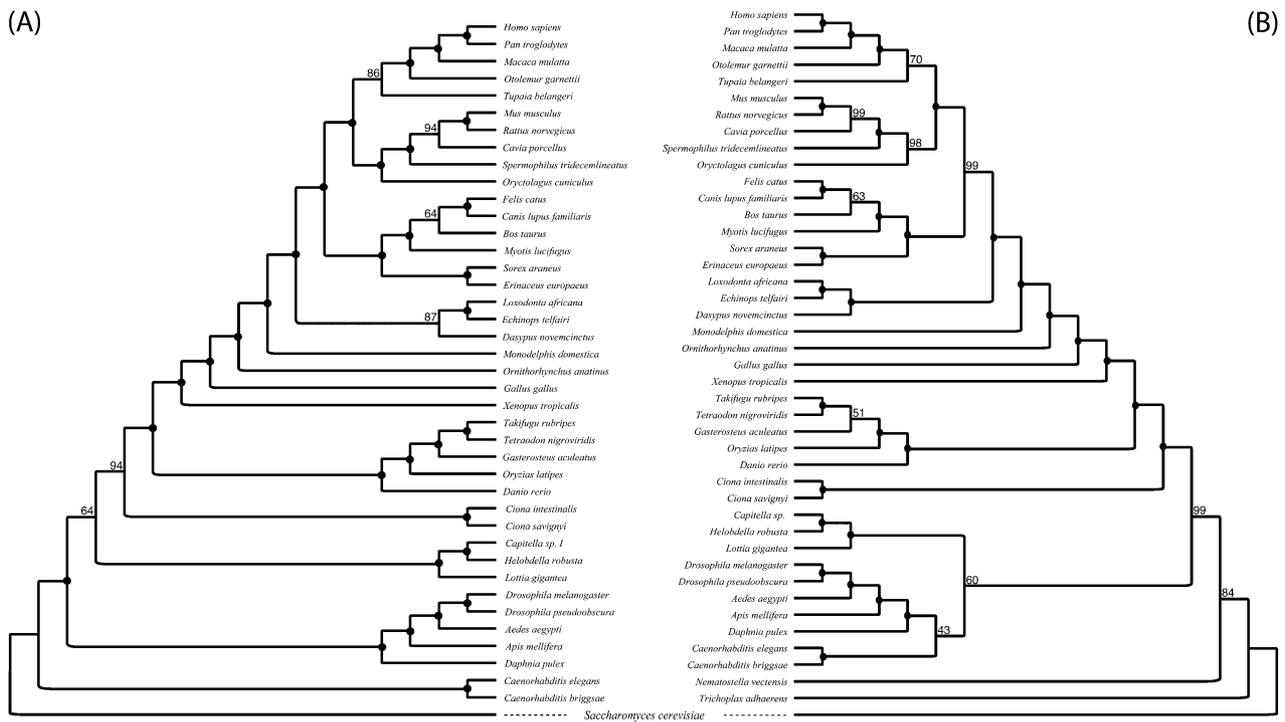 (A)
Homo sapiens
Pan troglodytes
Macaca mulatta
Otolemur garnettii
86
Tupaia belangeri
Mus musculus
94
Rattus norvegicus
Cavia porcellus
Spermophilus tridecemlineatus
Oryctolagus cuniculus
Felis catus
64
Canis lupus familiaris
Bos taurus
Myotis lucifugus
Sorex araneus
Erinaceus europaeus
Loxodonta africana
87
Echinops telfairi
Dasypus novemcinctus
Monodelphis domestica
Ornithorhynchus anatinus
Gallus gallus
Xenopus tropicalis
Takifugu rubripes
Tetraodon nigroviridis
Gasterosteus aculeatus
94
Oryzias latipes
Danio rerio
64
Ciona intestinalis
Ciona savignyi
Capitella sp. I
Helobdella robusta
Lottia gigantea
Drosophila melanogaster
Drosophila pseudoobscura
Aedes aegypti
Apis mellifera
Daphnia pulex
Caenorhabditis elegans
Caenorhabditis briggsae
Saccharomyces cerevisiae
(B)
Homo sapiens
Pan troglodytes
Macaca mulatta
Otolemur garnettii
70
Tupaia belangeri
Mus musculus
Rattus norvegicus
99
Cavia porcellus
Spermophilus tridecemlineatus
98
Oryctolagus cuniculus
99
Felis catus
Canis lupus familiaris
63
Bos taurus
Myotis lucifugus
Sorex araneus
Erinaceus europaeus
Loxodonta africana
Echinops telfairi
Dasypus novemcinctus
Monodelphis domestica
Ornithorhynchus anatinus
Gallus gallus
Xenopus tropicalis
Takifugu rubripes
Tetraodon nigroviridis
51
Gasterosteus aculeatus
Oryzias latipes
Danio rerio
Ciona intestinalis
Ciona savignyi
99
Capitella sp.
Helobdella robusta
Lottia gigantea
Drosophila melanogaster
Drosophila pseudoobscura
60
84
Aedes aegypti
Apis mellifera
Daphnia pulex
43
Caenorhabditis elegans
Caenorhabditis briggsae
Nematostella vectensis
Trichoplax adhaerens